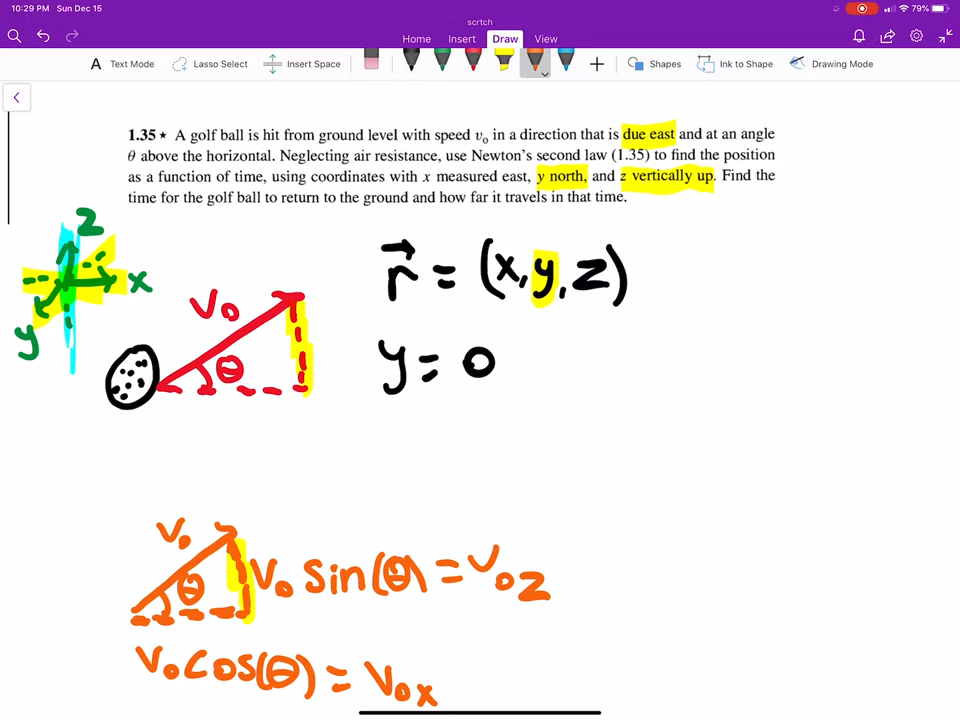 10:29 PM Sun Dec 15 79%
scrtch
Home Insert Draw View
A Text Mode Lasso Select Insert Space Shapes Ink to Shape Drawing Mode
1.35 ⋆ A golf ball is hit from ground level with speed vₒ in a direction that is due east and at an angle
θ above the horizontal. Neglecting air resistance, use Newton's second law (1.35) to find the position
as a function of time, using coordinates with x measured east, y north, and z vertically up. Find the
time for the golf ball to return to the ground and how far it travels in that time.
z
x
y
v₀
θ
r⃗ = (x, y, z)
y = 0
v₀
θ
v₀ sin(θ) = v₀z
v₀ cos(θ) = v₀x